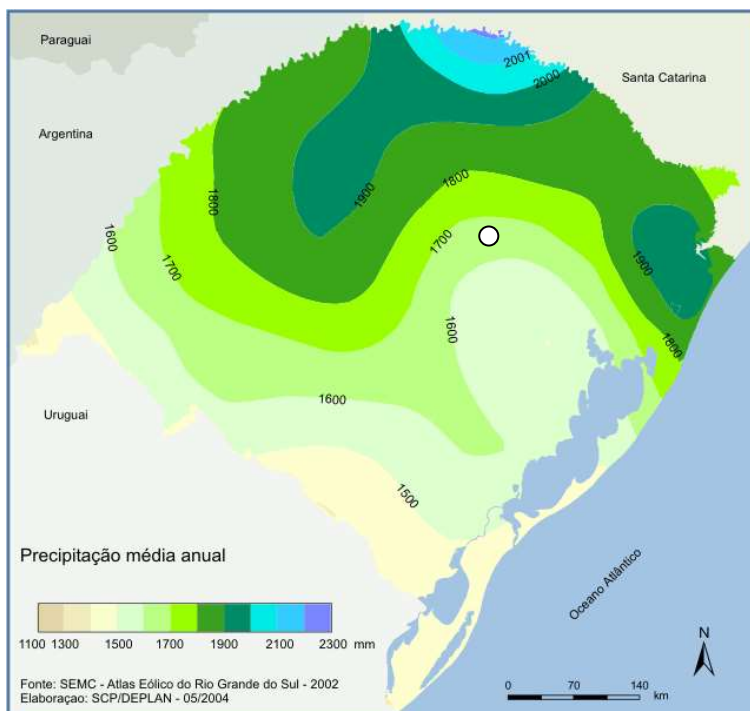 Paraguai
Argentina
Santa Catarina
2001
2000
1800
1900
1800
1700
1600
1700
1900
1800
1600
1600
1500
Uruguai
Oceano Atlântico
Precipitação média anual
1100 1300 1500 1700 1900 2100 2300 mm
N
0 70 140
km
Fonte: SEMC - Atlas Eólico do Rio Grande do Sul - 2002
Elaboraçao: SCP/DEPLAN - 05/2004